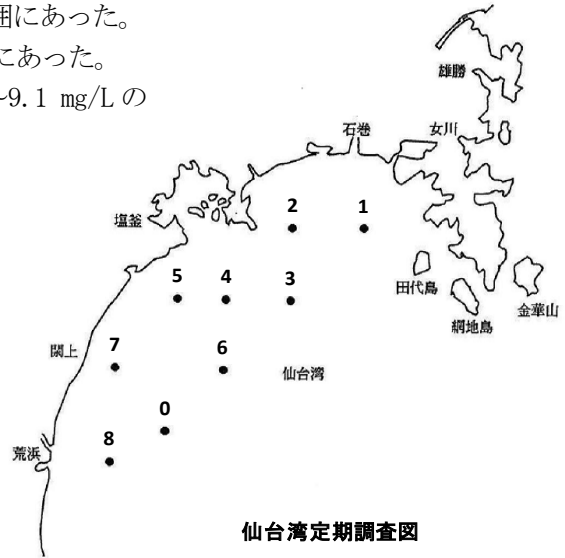 囲にあった。
にあった。
~9.1 mg/L の
雄勝
石巻
女川
塩釜
2
1
5
4
3
田代島
金華山
網地島
閖上
7
6
仙台湾
0
荒浜
8
仙台湾定期調査図